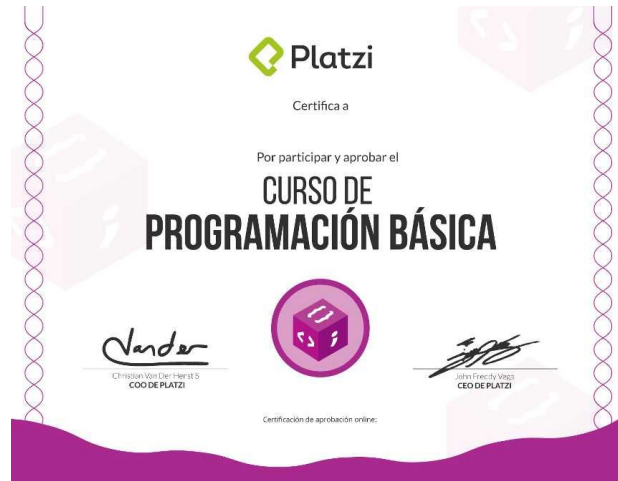 Platzi
Certifica a
Por participar y aprobar el
CURSO DE
PROGRAMACIÓN BÁSICA
Vander
Christian Van Der Henst S
COO DE PLATZI
John Freddy Vega
CEO DE PLATZI
Certificación de aprobación online: